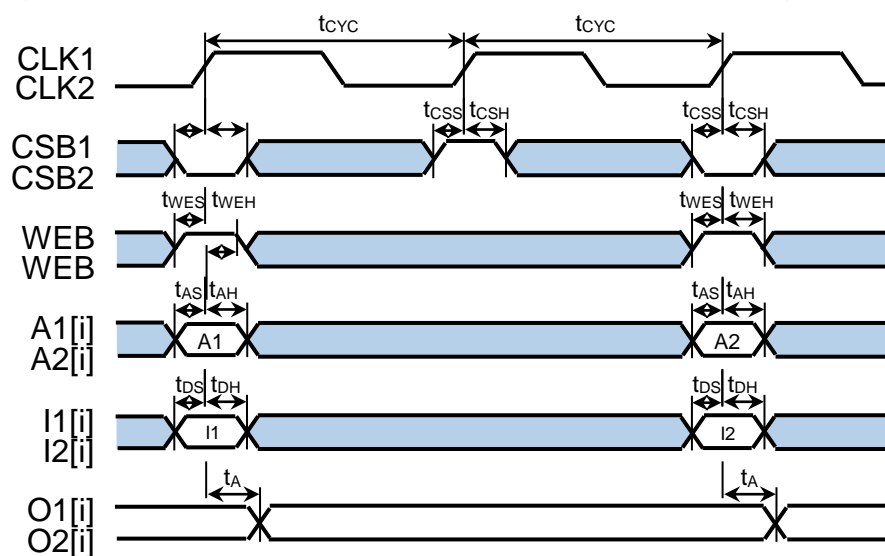 tCYC tCYC
CLK1
CLK2
tCSS tCSH tCSS tCSH
CSB1
CSB2
tWES tWEH tWES tWEH
WEB
WEB
tAS tAH tAS tAH
A1[i]
A2[i]
A1 A2
tDS tDH tDS tDH
I1[i]
I2[i]
I1 I2
tA tA
O1[i]
O2[i]